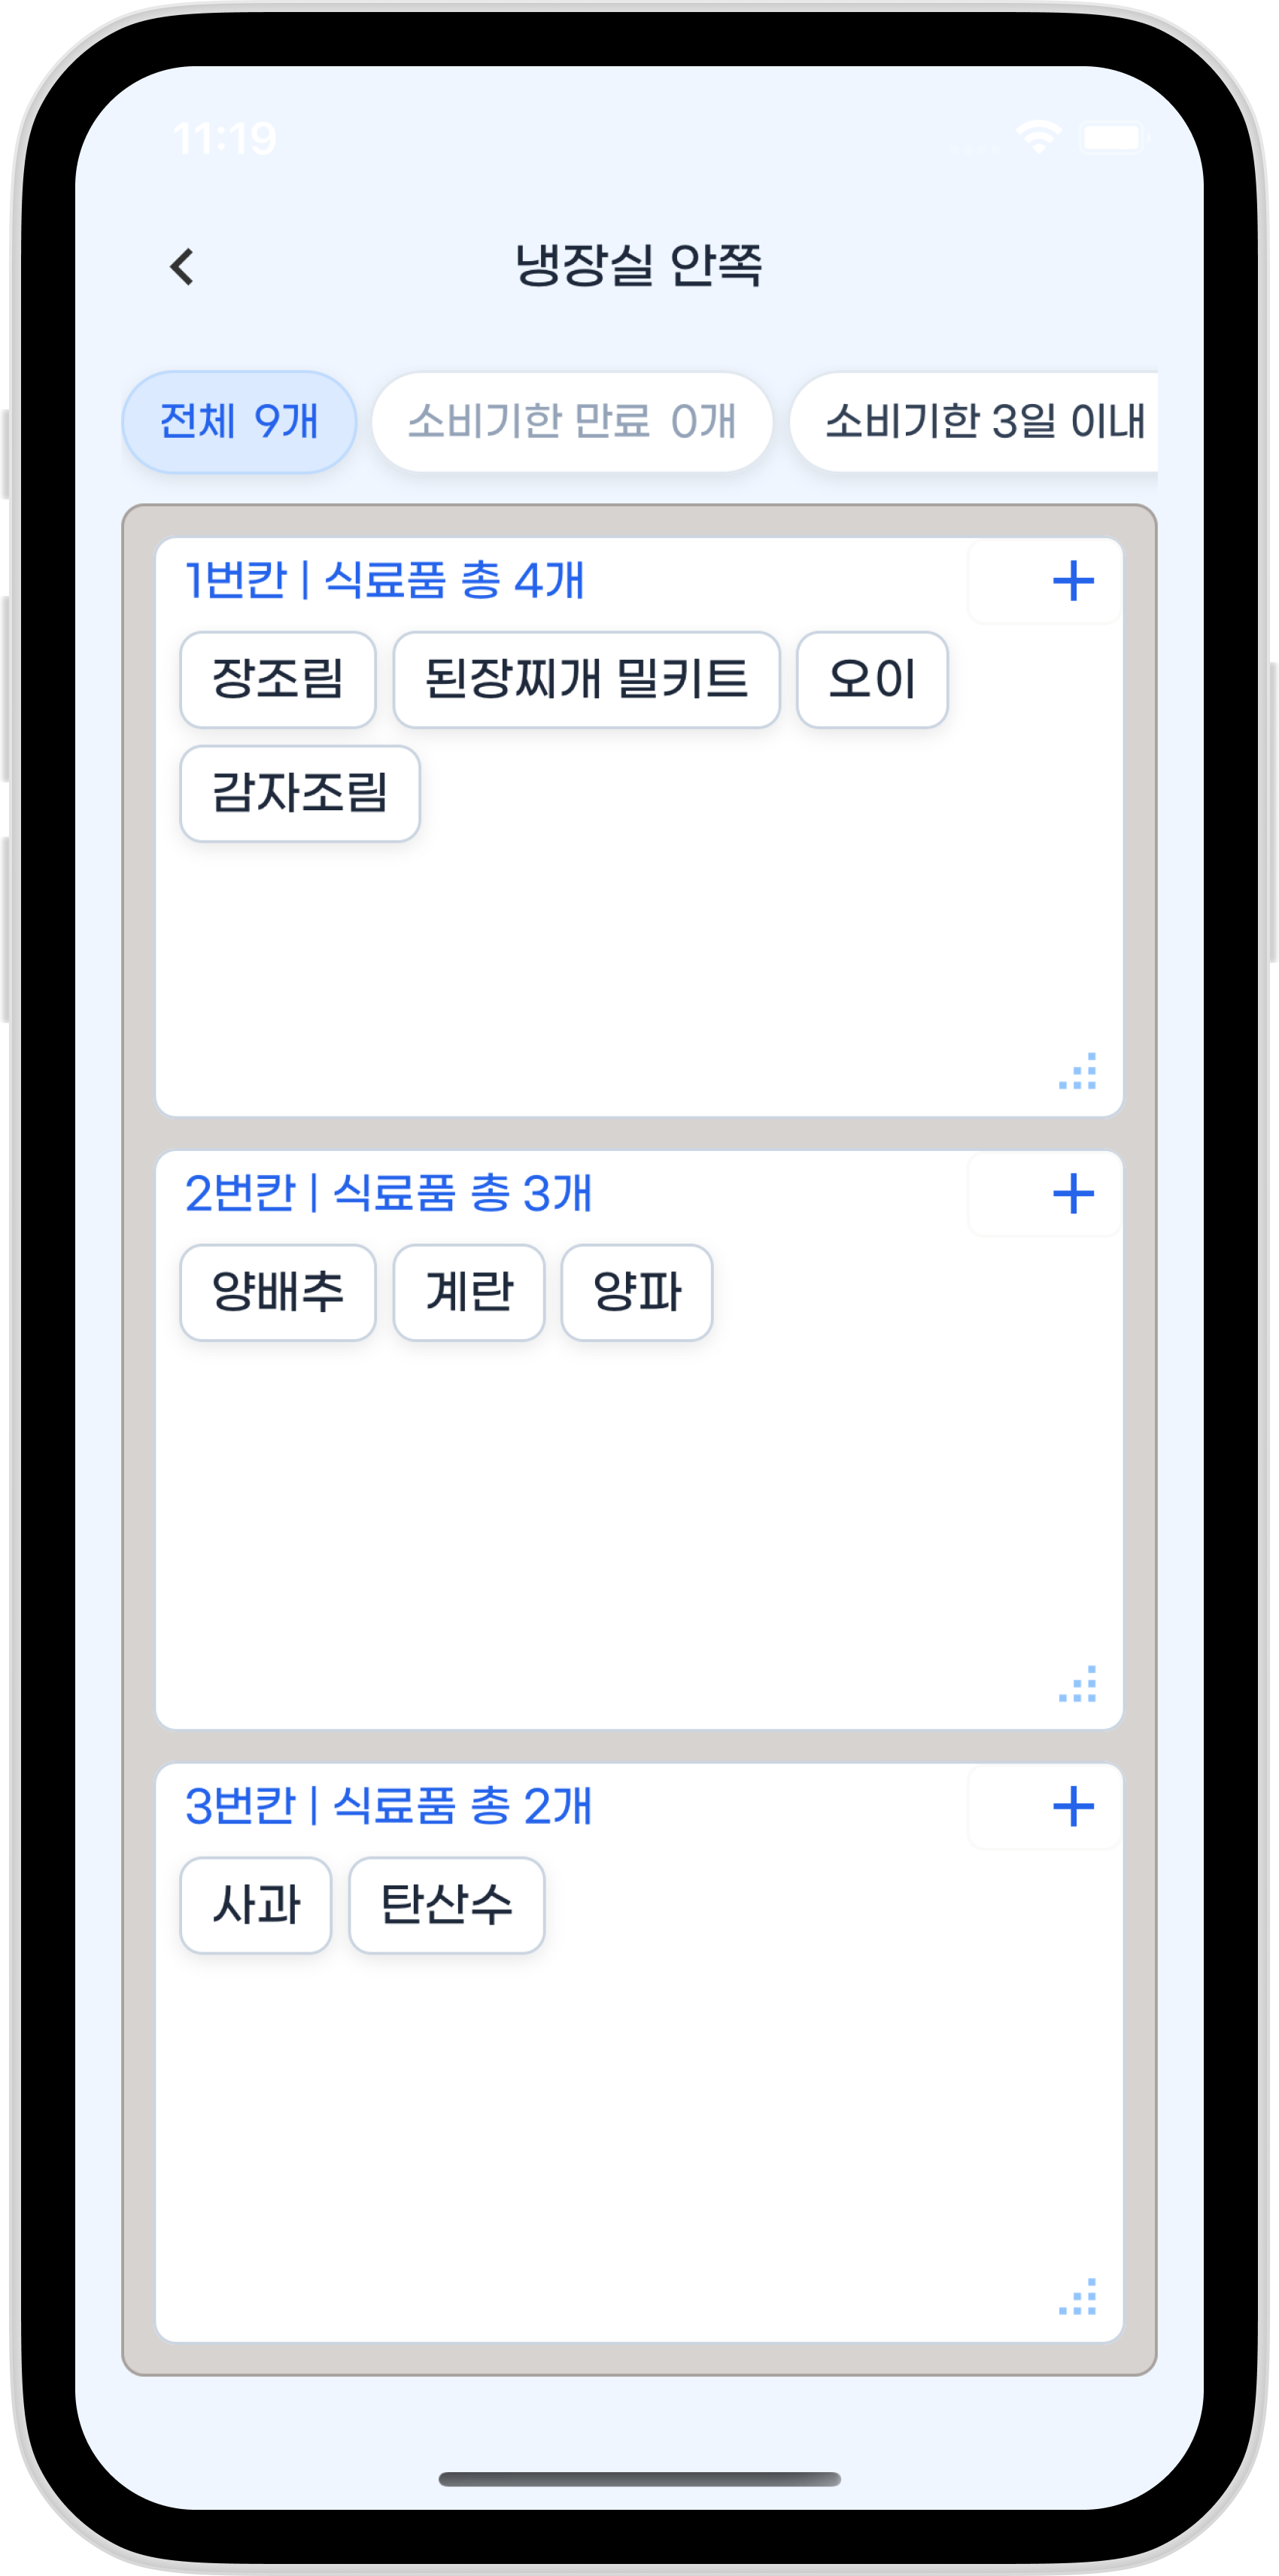 11:19
냉장실 안쪽
전체 9개 소비기한 만료 0개 소비기한 3일 이내
1번칸 | 식료품 총 4개
장조림 된장찌개 밀키트 오이
감자조림
2번칸 | 식료품 총 3개
양배추 계란 양파
3번칸 | 식료품 총 2개
사과 탄산수